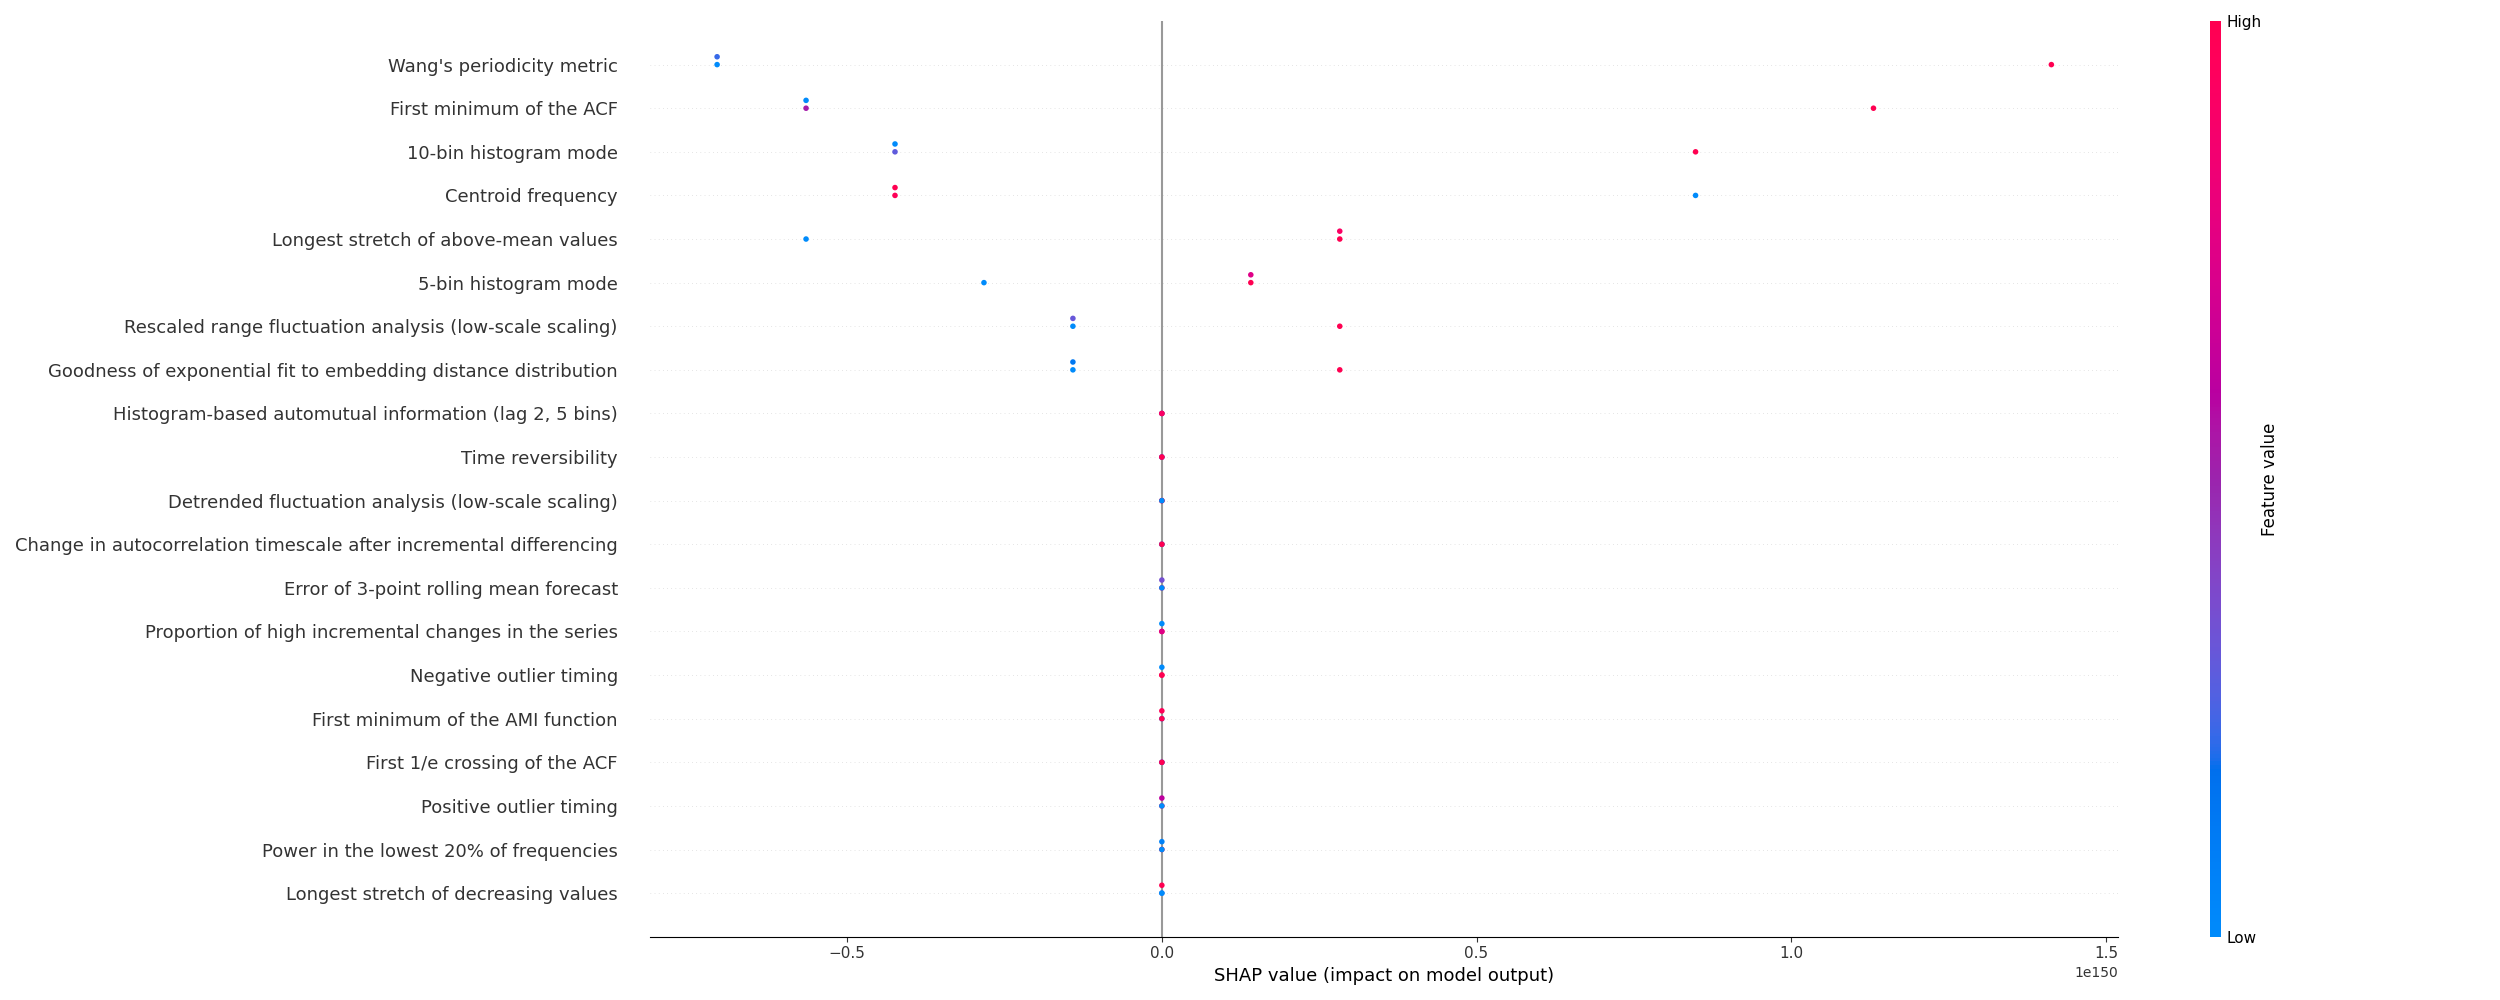 High
Wang's periodicity metric
First minimum of the ACF
10-bin histogram mode
Centroid frequency
Longest stretch of above-mean values
5-bin histogram mode
Rescaled range fluctuation analysis (low-scale scaling)
Goodness of exponential fit to embedding distance distribution
Histogram-based automutual information (lag 2, 5 bins)
Time reversibility
Detrended fluctuation analysis (low-scale scaling)
Change in autocorrelation timescale after incremental differencing
Error of 3-point rolling mean forecast
Proportion of high incremental changes in the series
Negative outlier timing
First minimum of the AMI function
First 1/e crossing of the ACF
Positive outlier timing
Power in the lowest 20% of frequencies
Longest stretch of decreasing values
Feature value
Low
−0.5 0.0 0.5 1.0 1.5
1e150
SHAP value (impact on model output)